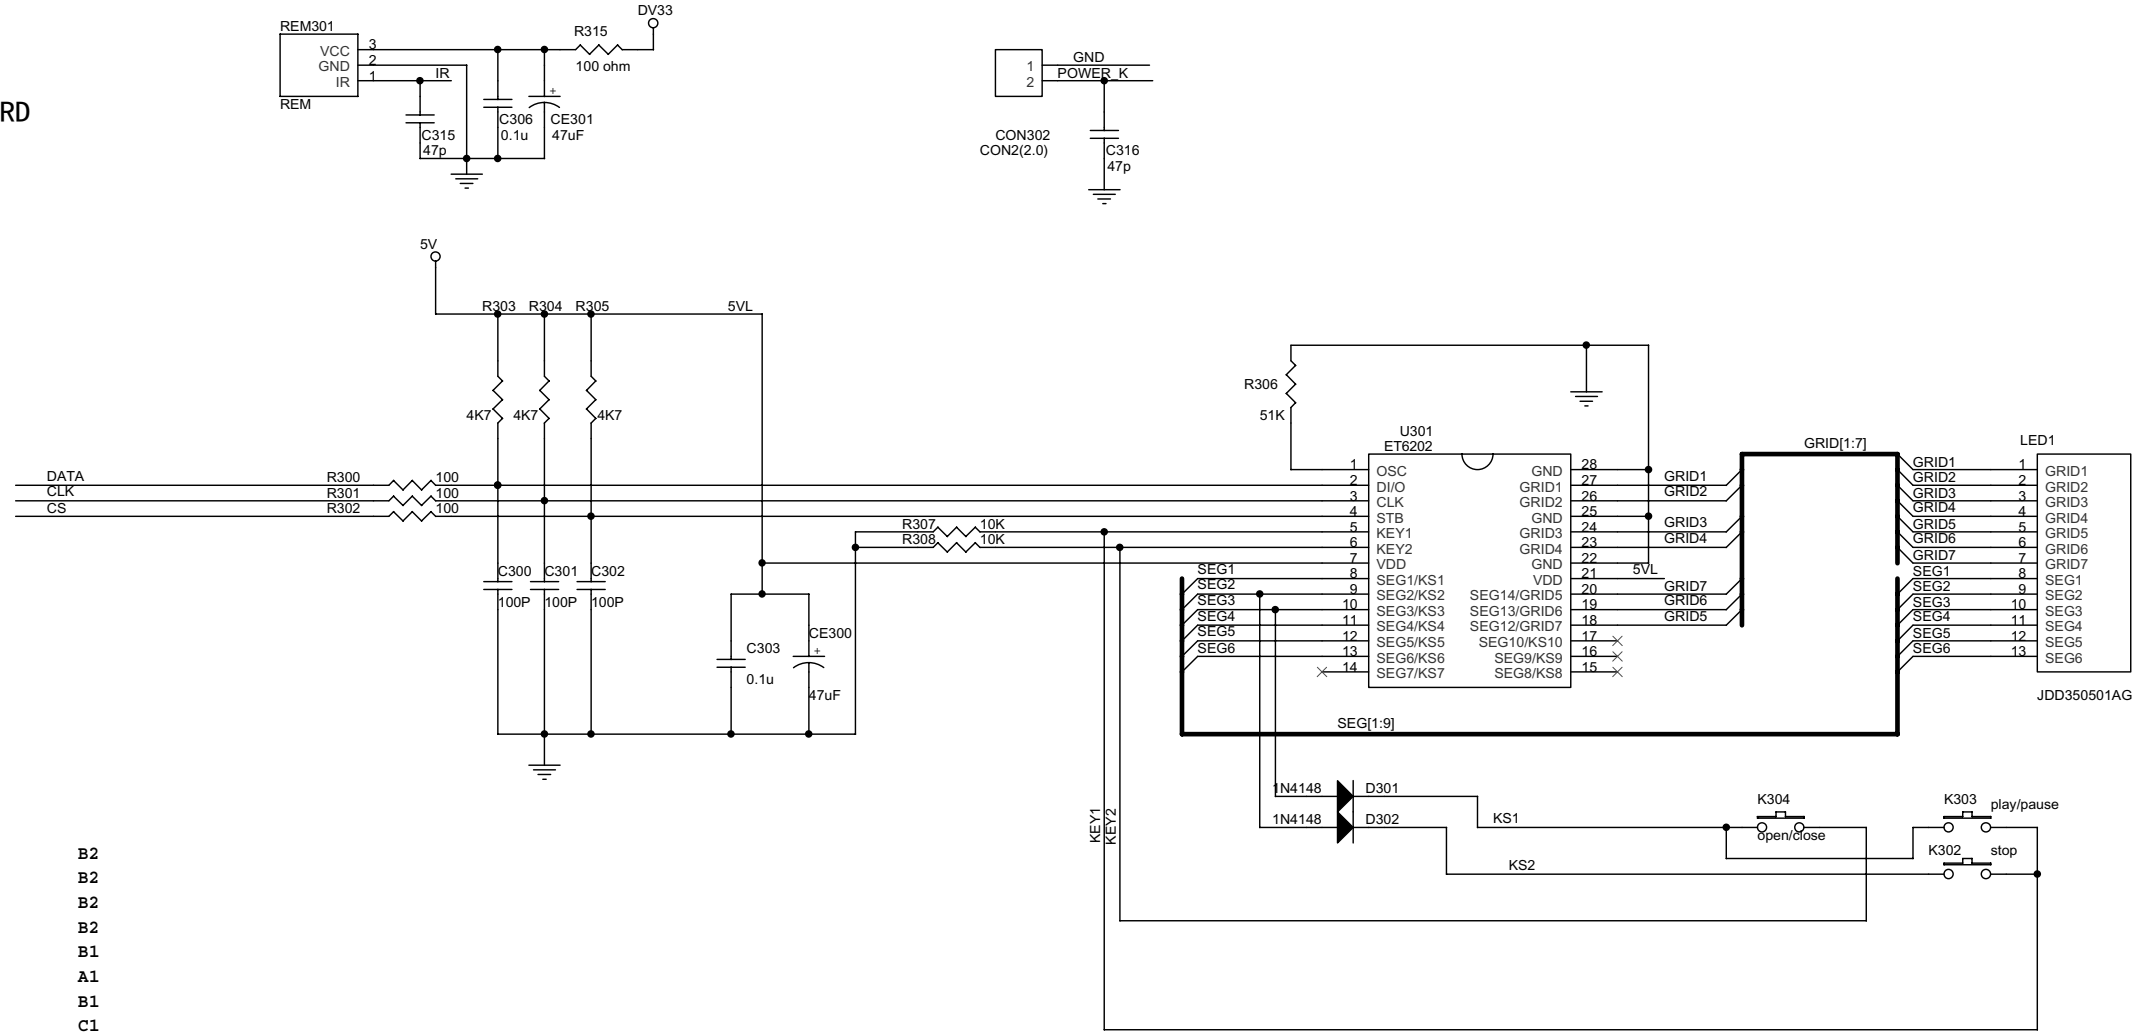 RD
REM301
VCC 3
GND 2
IR 1
IR
REM
R315
100 ohm
DV33
C315
47p
C306
0.1u
+
CE301
47uF
1
2
GND
POWER_K
CON302
CON2(2.0)
C316
47p
5V
R303 R304 R305
5VL
4K7 4K7 4K7
DATA
CLK
CS
R300 100
R301 100
R302 100
C300 C301 C302
100P 100P 100P
R307 10K
R308 10K
C303
0.1u
CE300
+
47uF
R306
51K
U301
ET6202
1 OSC
2 DI/O
3 CLK
4 STB
5 KEY1
6 KEY2
7 VDD
8 SEG1/KS1
9 SEG2/KS2
10 SEG3/KS3
11 SEG4/KS4
12 SEG5/KS5
13 SEG6/KS6
14 SEG7/KS7
GND 28
GRID1 27
GRID2 26
GND 25
GRID3 24
GRID4 23
GND 22
VDD 21
SEG14/GRID5 20
SEG13/GRID6 19
SEG12/GRID7 18
SEG10/KS10 17
SEG9/KS9 16
SEG8/KS8 15
SEG1
SEG2
SEG3
SEG4
SEG5
SEG6
GRID1
GRID2
GRID3
GRID4
5VL
GRID7
GRID6
GRID5
GRID[1:7]
SEG[1:9]
LED1
GRID1 1 GRID1
GRID2 2 GRID2
GRID3 3 GRID3
GRID4 4 GRID4
GRID5 5 GRID5
GRID6 6 GRID6
GRID7 7 GRID7
SEG1 8 SEG1
SEG2 9 SEG2
SEG3 10 SEG3
SEG4 11 SEG4
SEG5 12 SEG5
SEG6 13 SEG6
JDD350501AG
1N4148 D301
1N4148 D302
KEY1
KEY2
KS1
KS2
K304
open/close
K303
play/pause
K302
stop
B2
B2
B2
B2
B1
A1
B1
C1